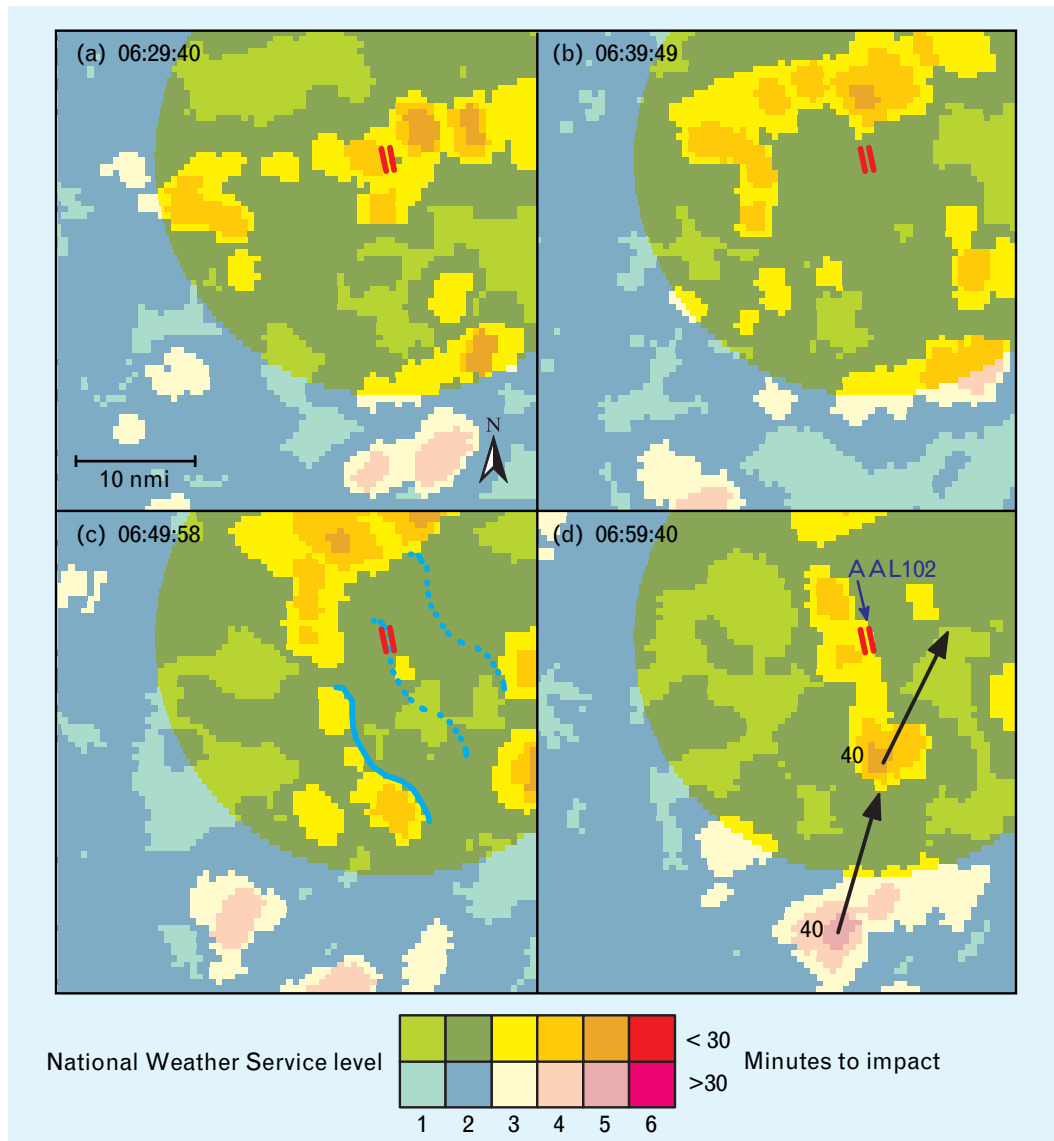 (a) 06:29:40
(b) 06:39:49
N
10 nmi
(c) 06:49:58
(d) 06:59:40
AAL102
40
40
National Weather Service level
< 30
>30
Minutes to impact
1 2 3 4 5 6